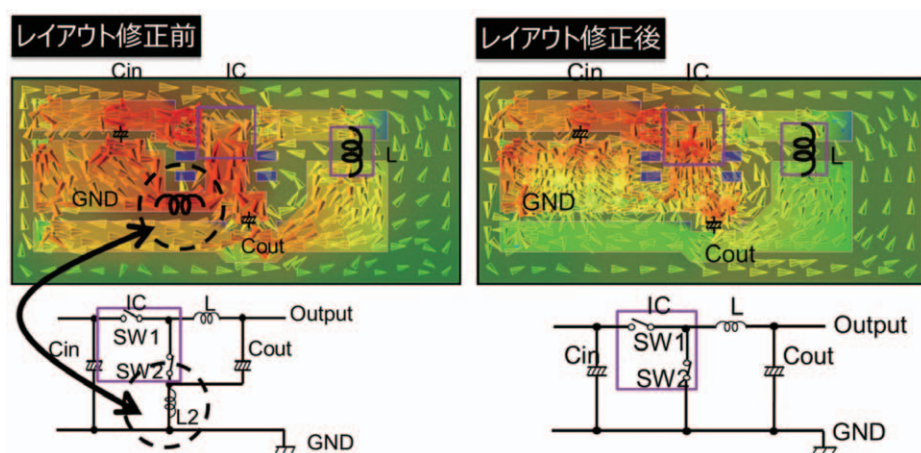 レイアウト修正前
Cin
IC
L
GND
Cout
IC
L
Output
Cin
SW1
SW2
Cout
L2
GND
レイアウト修正後
Cin
IC
L
GND
Cout
IC
L
Output
Cin
SW1
SW2
Cout
GND